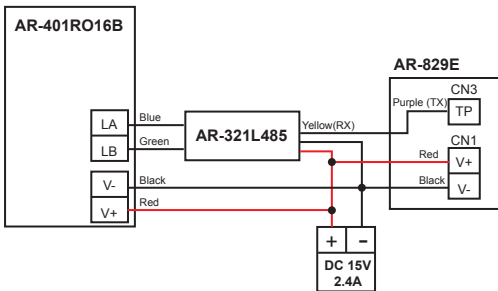 AR-401RO16B
AR-829E
CN3
Purple (TX)
TP
LA
Blue
AR-321L485
Yellow(RX)
LB
Green
CN1
Red
V+
V-
Black
Black
V-
V+
Red
+ -
DC 15V
2.4A